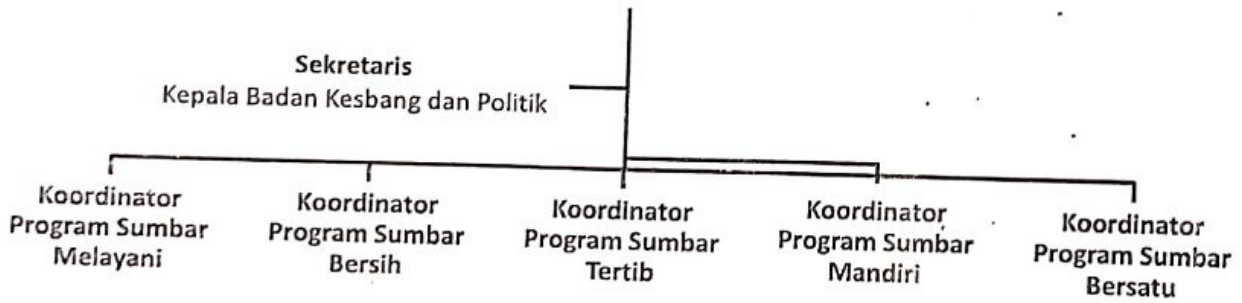 Sekretaris
Kepala Badan Kesbang dan Politik
Koordinator
Program Sumbar
Melayani
Koordinator
Program Sumbar
Bersih
Koordinator
Program Sumbar
Tertib
Koordinator
Program Sumbar
Mandiri
Koordinator
Program Sumbar
Bersatu